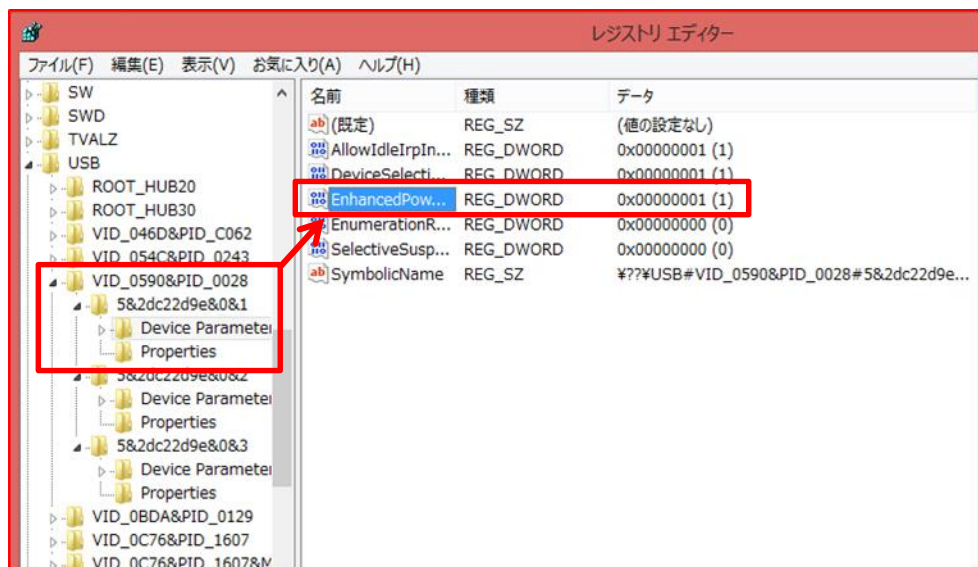 レジストリ エディター
ファイル(F) 編集(E) 表示(V) お気に入り(A) ヘルプ(H)
SW
SWD
TVALZ
USB
ROOT_HUB20
ROOT_HUB30
VID_046D&PID_C062
VID_054C&PID_0243
VID_0590&PID_0028
5&2dc22d9e&0&1
Device Parameter
Properties
5&2dc22d9e&0&2
Device Parameter
Properties
5&2dc22d9e&0&3
Device Parameter
Properties
VID_0BDA&PID_0129
VID_0C76&PID_1607
VID_0C76&PID_1607&M
名前 種類 データ
(既定) REG_SZ (値の設定なし)
AllowIdleIrpIn... REG_DWORD 0x00000001 (1)
DeviceSelecti... REG_DWORD 0x00000001 (1)
EnhancedPow... REG_DWORD 0x00000001 (1)
EnumerationR... REG_DWORD 0x00000000 (0)
SelectiveSusp... REG_DWORD 0x00000000 (0)
SymbolicName REG_SZ ¥??¥USB#VID_0590&PID_0028#5&2dc22d9e...